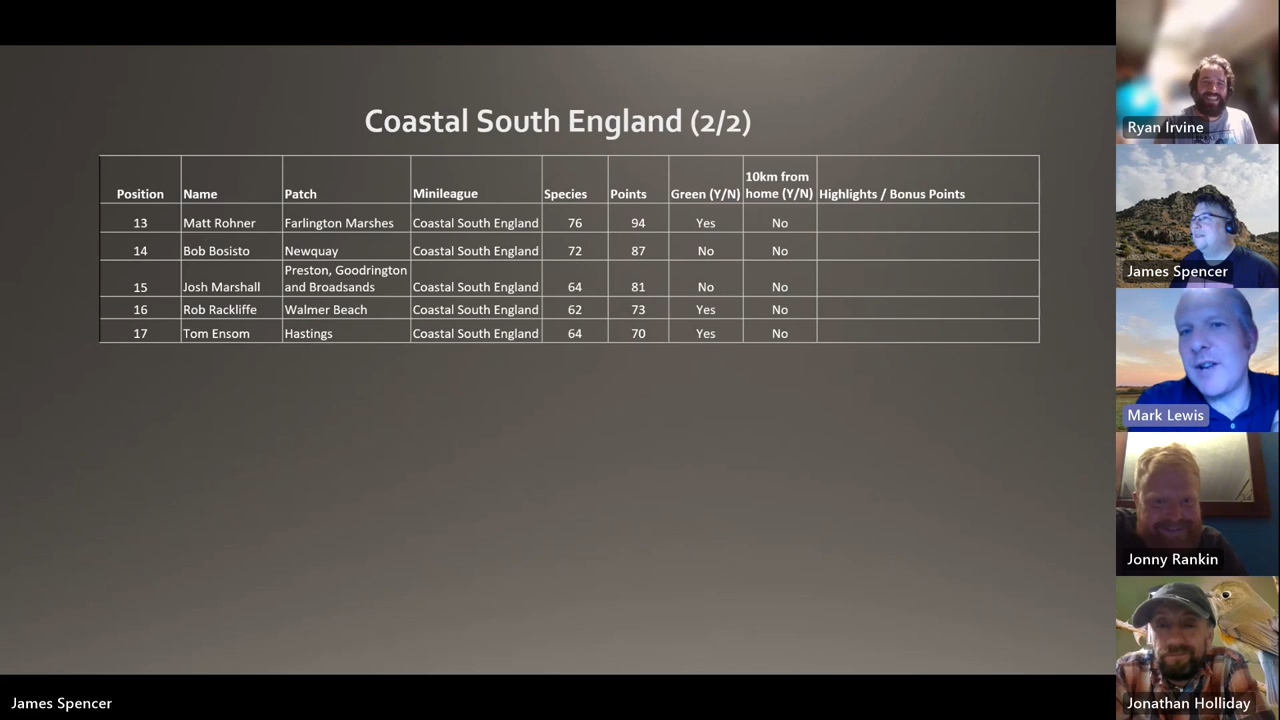 Coastal South England (2/2)
Position Name Patch Minileague Species Points Green (Y/N) 10km from home (Y/N) Highlights / Bonus Points
13 Matt Rohner Farlington Marshes Coastal South England 76 94 Yes No
14 Bob Bosisto Newquay Coastal South England 72 87 No No
15 Josh Marshall Preston, Goodrington and Broadsands Coastal South England 64 81 No No
16 Rob Rackliffe Walmer Beach Coastal South England 62 73 Yes No
17 Tom Ensom Hastings Coastal South England 64 70 Yes No
James Spencer
Ryan Irvine
James Spencer
Mark Lewis
Jonny Rankin
Jonathan Holliday